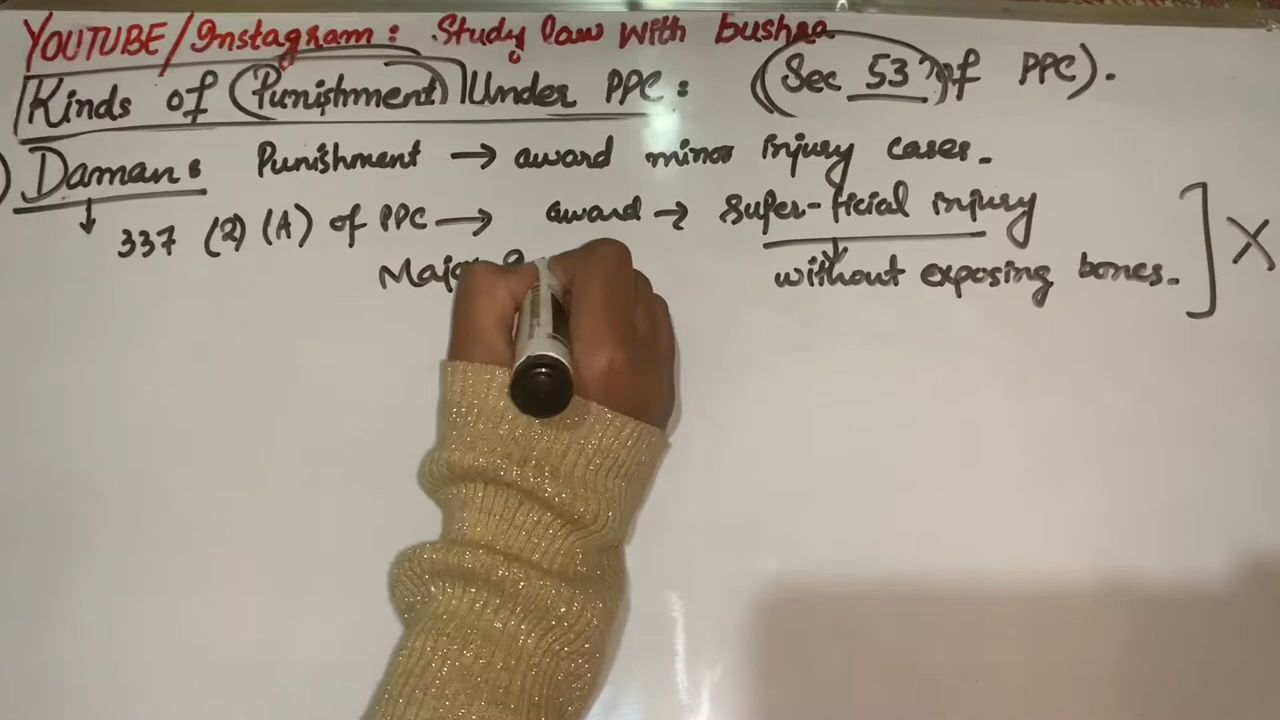 YOUTUBE/Instagram: Study law with bushra
Kinds of Punishment Under PPC: (Sec 53 of PPC).
) Daman: Punishment → award minor injury cases.
337 (2) (A) of PPC → award → super-ficial injury
without exposing bones. ] X